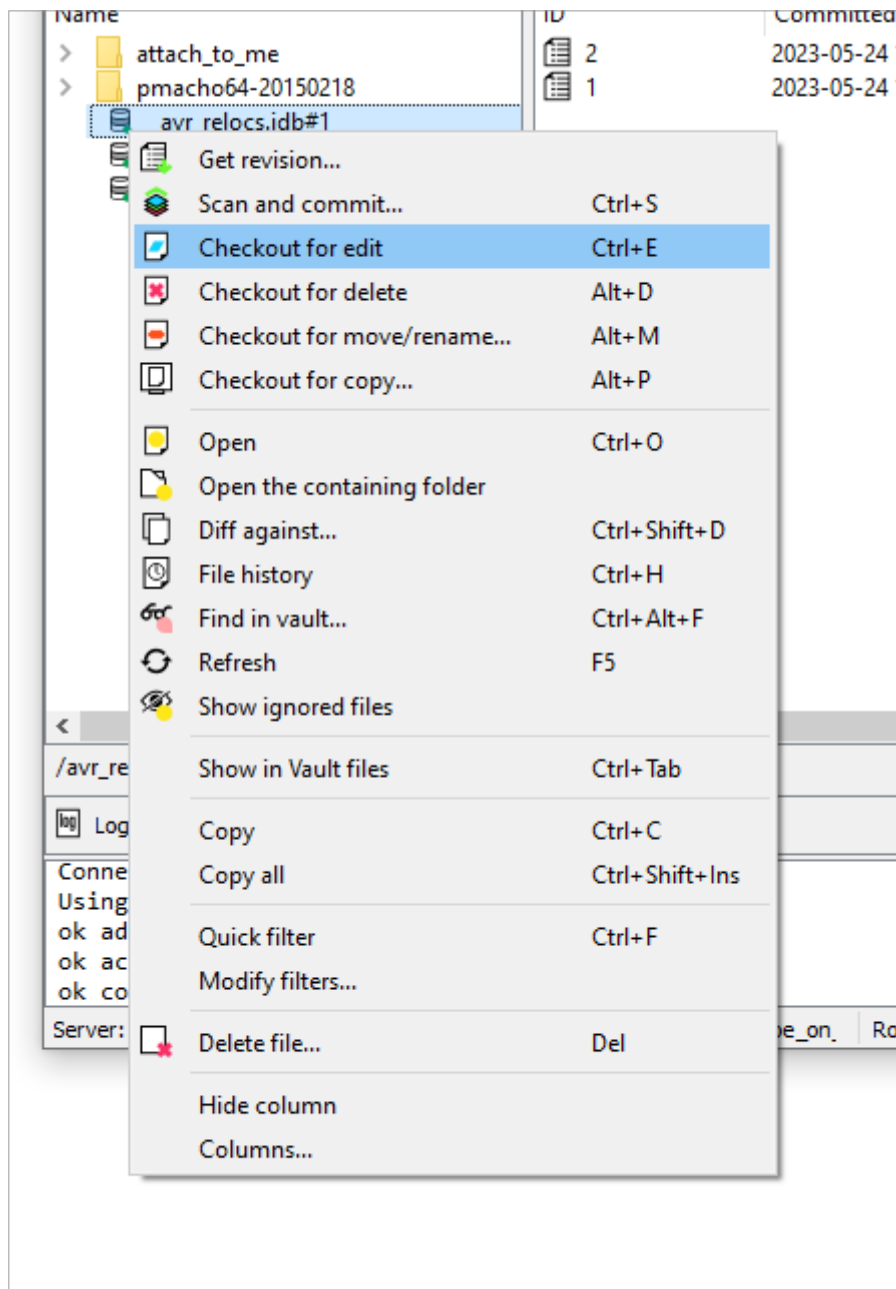 Name ID Committed
attach_to_me 2 2023-05-24
pmacho64-20150218 1 2023-05-24
avr_relocs.idb#1
Get revision...
Scan and commit... Ctrl+S
Checkout for edit Ctrl+E
Checkout for delete Alt+D
Checkout for move/rename... Alt+M
Checkout for copy... Alt+P
Open Ctrl+O
Open the containing folder
Diff against... Ctrl+Shift+D
File history Ctrl+H
Find in vault... Ctrl+Alt+F
Refresh F5
Show ignored files
/avr_re
Show in Vault files Ctrl+Tab
log Log
Copy Ctrl+C
Conne
Copy all Ctrl+Shift+Ins
Using
ok ad
Quick filter Ctrl+F
ok ac
Modify filters...
ok co
Server: Delete file... Del pe_on_ Ro
Hide column
Columns...